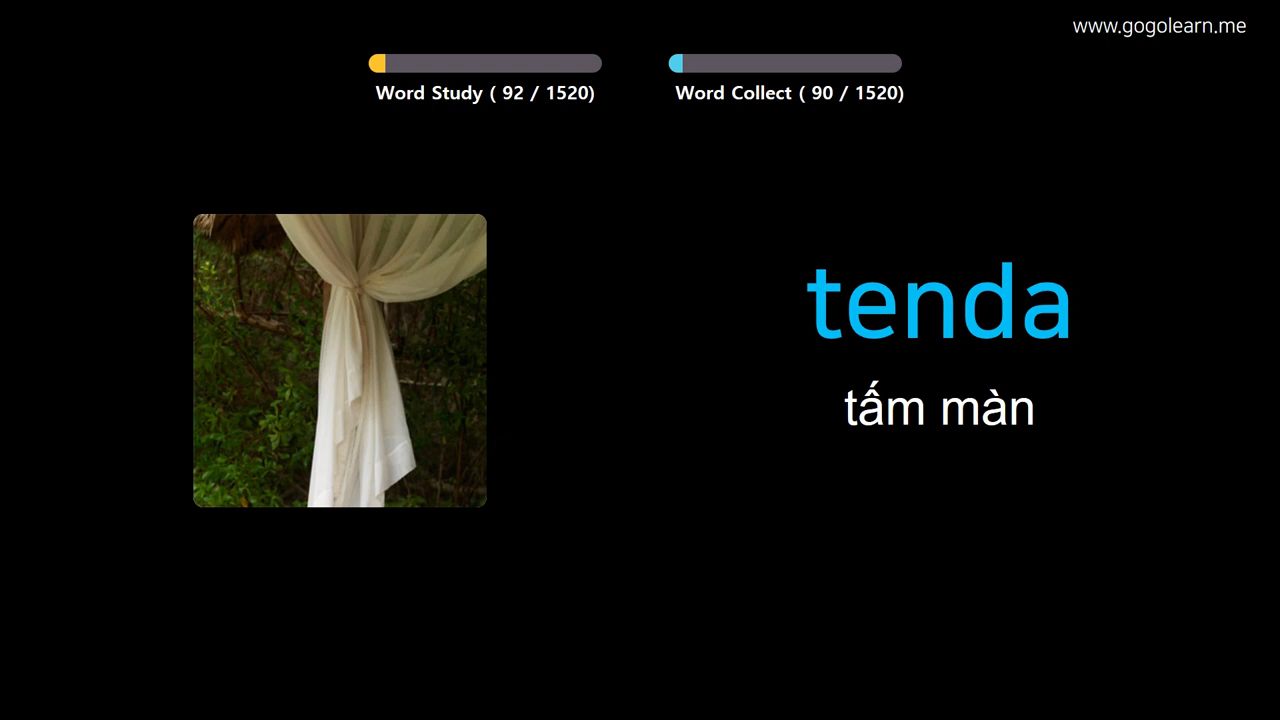 www.gogolearn.me
Word Study ( 92 / 1520)
Word Collect ( 90 / 1520)
tenda
tấm màn